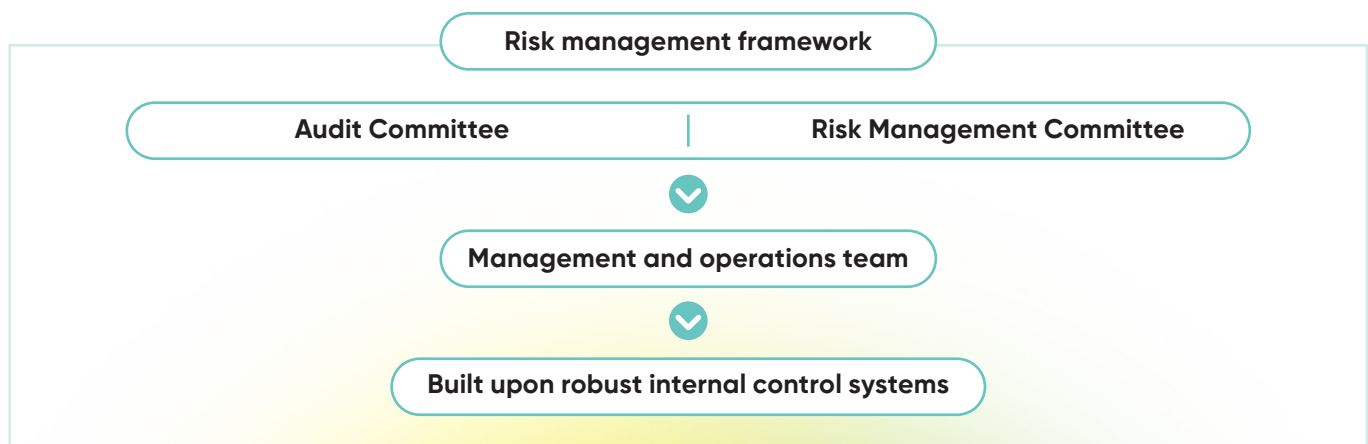 Risk management framework
Audit Committee | Risk Management Committee
Management and operations team
Built upon robust internal control systems